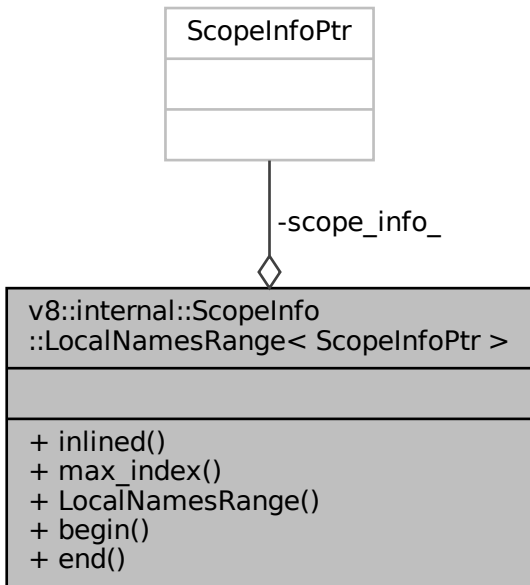 ScopeInfoPtr
-scope_info_
v8::internal::ScopeInfo
::LocalNamesRange< ScopeInfoPtr >
+ inlined()
+ max_index()
+ LocalNamesRange()
+ begin()
+ end()